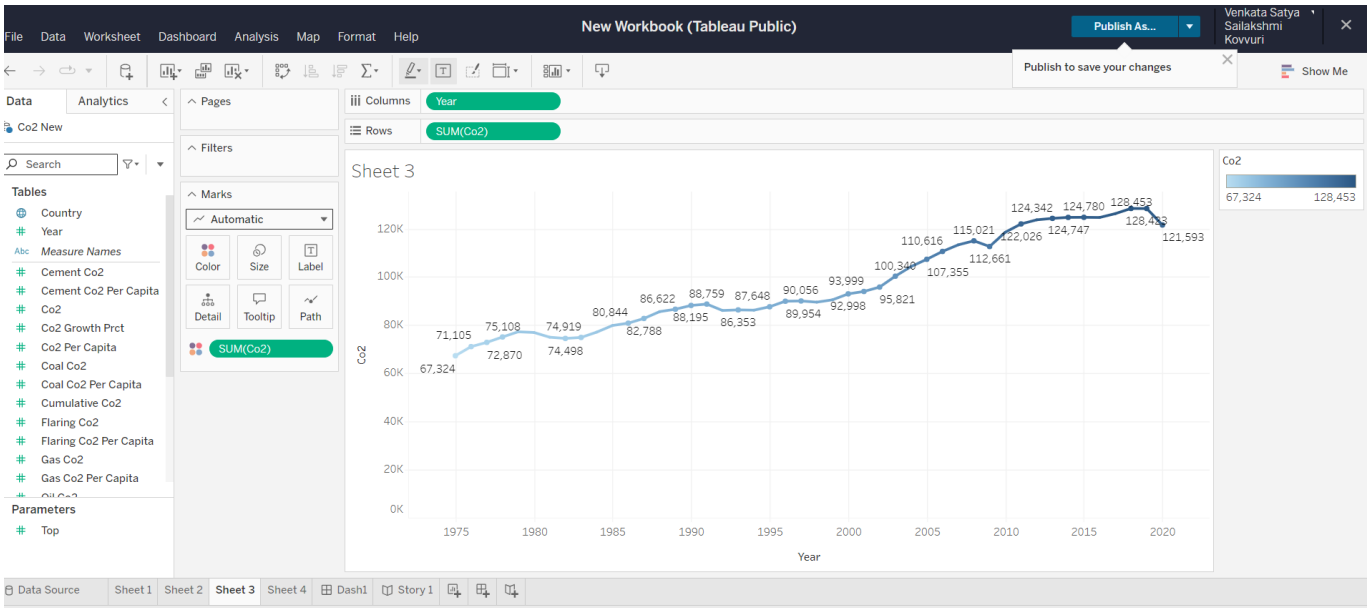 New Workbook (Tableau Public)
Publish As...
Venkata Satya
Sailakshmi
Kovvuri
File Data Worksheet Dashboard Analysis Map Format Help
Publish to save your changes
Show Me
Data Analytics
Co2 New
Search
Tables
Country
Year
Abc Measure Names
Cement Co2
Cement Co2 Per Capita
Co2
Co2 Growth Prct
Co2 Per Capita
Coal Co2
Coal Co2 Per Capita
Cumulative Co2
Flaring Co2
Flaring Co2 Per Capita
Gas Co2
Gas Co2 Per Capita
Oil Co2
Parameters
Top
Pages
Filters
Marks
Automatic
Color Size Label
Detail Tooltip Path
SUM(Co2)
Columns Year
Rows SUM(Co2)
Sheet 3
120K
100K
80K
60K
40K
20K
0K
Co2
67,324
71,105
72,870
75,108
74,919
74,498
80,844
82,788
86,622
88,195
88,759
86,353
87,648
90,056
89,954
93,999
92,998
95,821
100,340
110,616
107,355
115,021
112,661
122,026
124,342
124,747
124,780
128,453
128,433
121,593
1975 1980 1985 1990 1995 2000 2005 2010 2015 2020
Year
Co2
67,324 128,453
Data Source Sheet 1 Sheet 2 Sheet 3 Sheet 4 Dash1 Story 1